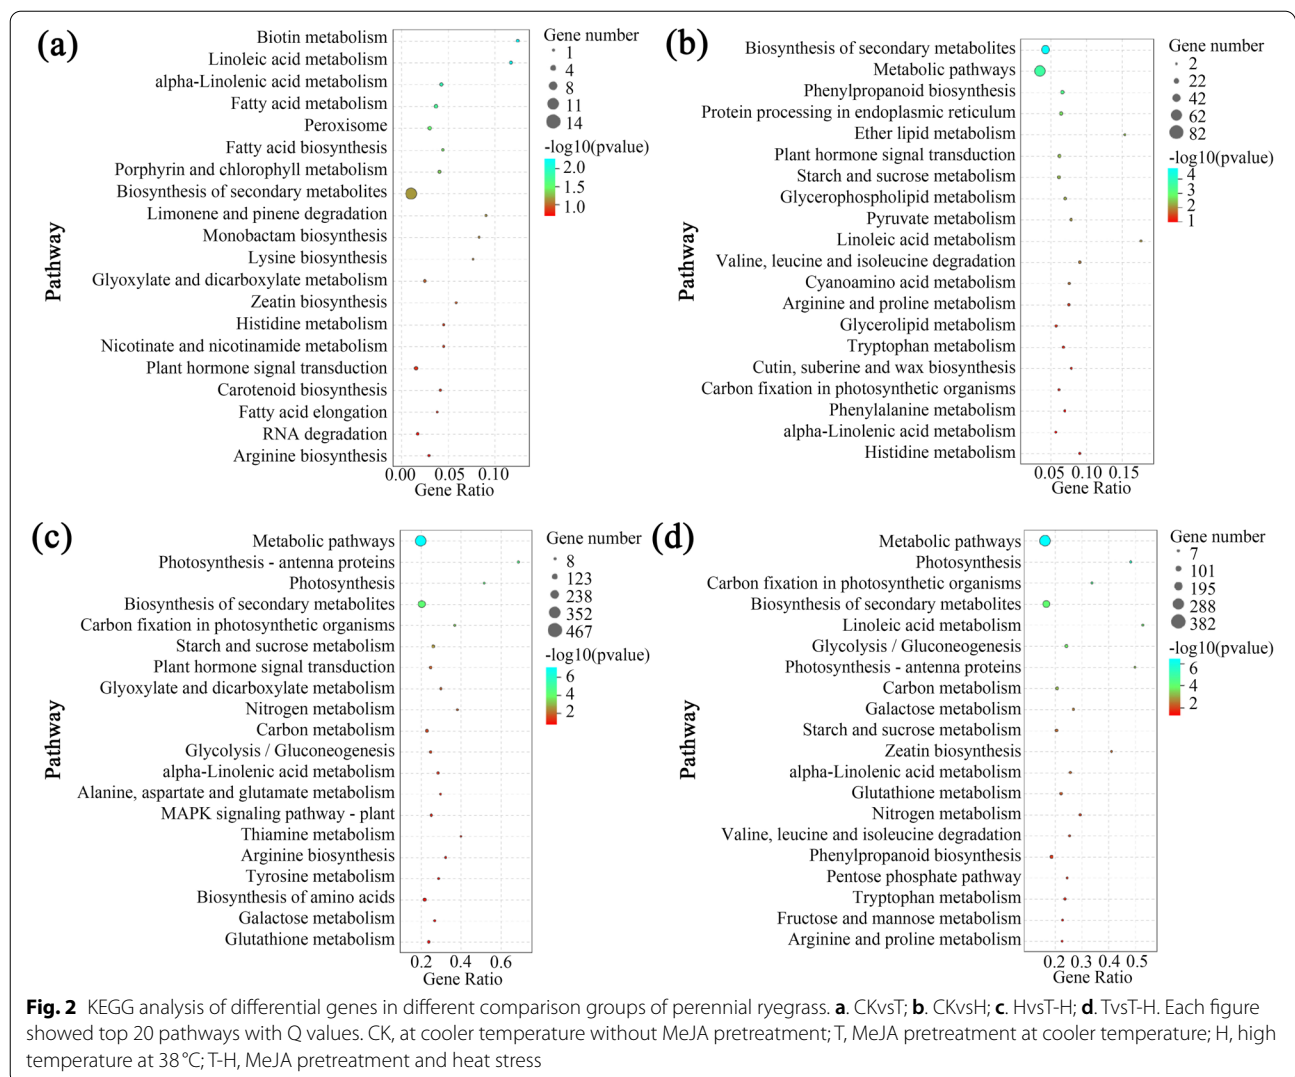 (a)
Biotin metabolism
Linoleic acid metabolism
alpha-Linolenic acid metabolism
Fatty acid metabolism
Peroxisome
Fatty acid biosynthesis
Porphyrin and chlorophyll metabolism
Biosynthesis of secondary metabolites
Limonene and pinene degradation
Monobactam biosynthesis
Lysine biosynthesis
Glyoxylate and dicarboxylate metabolism
Zeatin biosynthesis
Histidine metabolism
Nicotinate and nicotinamide metabolism
Plant hormone signal transduction
Carotenoid biosynthesis
Fatty acid elongation
RNA degradation
Arginine biosynthesis
Pathway
0.00 0.05 0.10
Gene Ratio
Gene number
1
4
8
11
14
-log10(pvalue)
2.0
1.5
1.0
(b)
Biosynthesis of secondary metabolites
Metabolic pathways
Phenylpropanoid biosynthesis
Protein processing in endoplasmic reticulum
Ether lipid metabolism
Plant hormone signal transduction
Starch and sucrose metabolism
Glycerophospholipid metabolism
Pyruvate metabolism
Linoleic acid metabolism
Valine, leucine and isoleucine degradation
Cyanoamino acid metabolism
Arginine and proline metabolism
Glycerolipid metabolism
Tryptophan metabolism
Cutin, suberine and wax biosynthesis
Carbon fixation in photosynthetic organisms
Phenylalanine metabolism
alpha-Linolenic acid metabolism
Histidine metabolism
Pathway
0.05 0.10 0.15
Gene Ratio
Gene number
2
22
42
62
82
-log10(pvalue)
4
3
2
1
(c)
Metabolic pathways
Photosynthesis - antenna proteins
Photosynthesis
Biosynthesis of secondary metabolites
Carbon fixation in photosynthetic organisms
Starch and sucrose metabolism
Plant hormone signal transduction
Glyoxylate and dicarboxylate metabolism
Nitrogen metabolism
Carbon metabolism
Glycolysis / Gluconeogenesis
alpha-Linolenic acid metabolism
Alanine, aspartate and glutamate metabolism
MAPK signaling pathway - plant
Thiamine metabolism
Arginine biosynthesis
Tyrosine metabolism
Biosynthesis of amino acids
Galactose metabolism
Glutathione metabolism
Pathway
0.2 0.4 0.6
Gene Ratio
Gene number
8
123
238
352
467
-log10(pvalue)
6
4
2
(d)
Metabolic pathways
Photosynthesis
Carbon fixation in photosynthetic organisms
Biosynthesis of secondary metabolites
Linoleic acid metabolism
Glycolysis / Gluconeogenesis
Photosynthesis - antenna proteins
Carbon metabolism
Galactose metabolism
Starch and sucrose metabolism
Zeatin biosynthesis
alpha-Linolenic acid metabolism
Glutathione metabolism
Nitrogen metabolism
Valine, leucine and isoleucine degradation
Phenylpropanoid biosynthesis
Pentose phosphate pathway
Tryptophan metabolism
Fructose and mannose metabolism
Arginine and proline metabolism
Pathway
0.2 0.3 0.4 0.5
Gene Ratio
Gene number
7
101
195
288
382
-log10(pvalue)
6
4
2
Fig. 2 KEGG analysis of differential genes in different comparison groups of perennial ryegrass. a. CKvsT; b. CKvsH; c. HvsT-H; d. TvsT-H. Each figure
showed top 20 pathways with Q values. CK, at cooler temperature without MeJA pretreatment; T, MeJA pretreatment at cooler temperature; H, high
temperature at 38 °C; T-H, MeJA pretreatment and heat stress